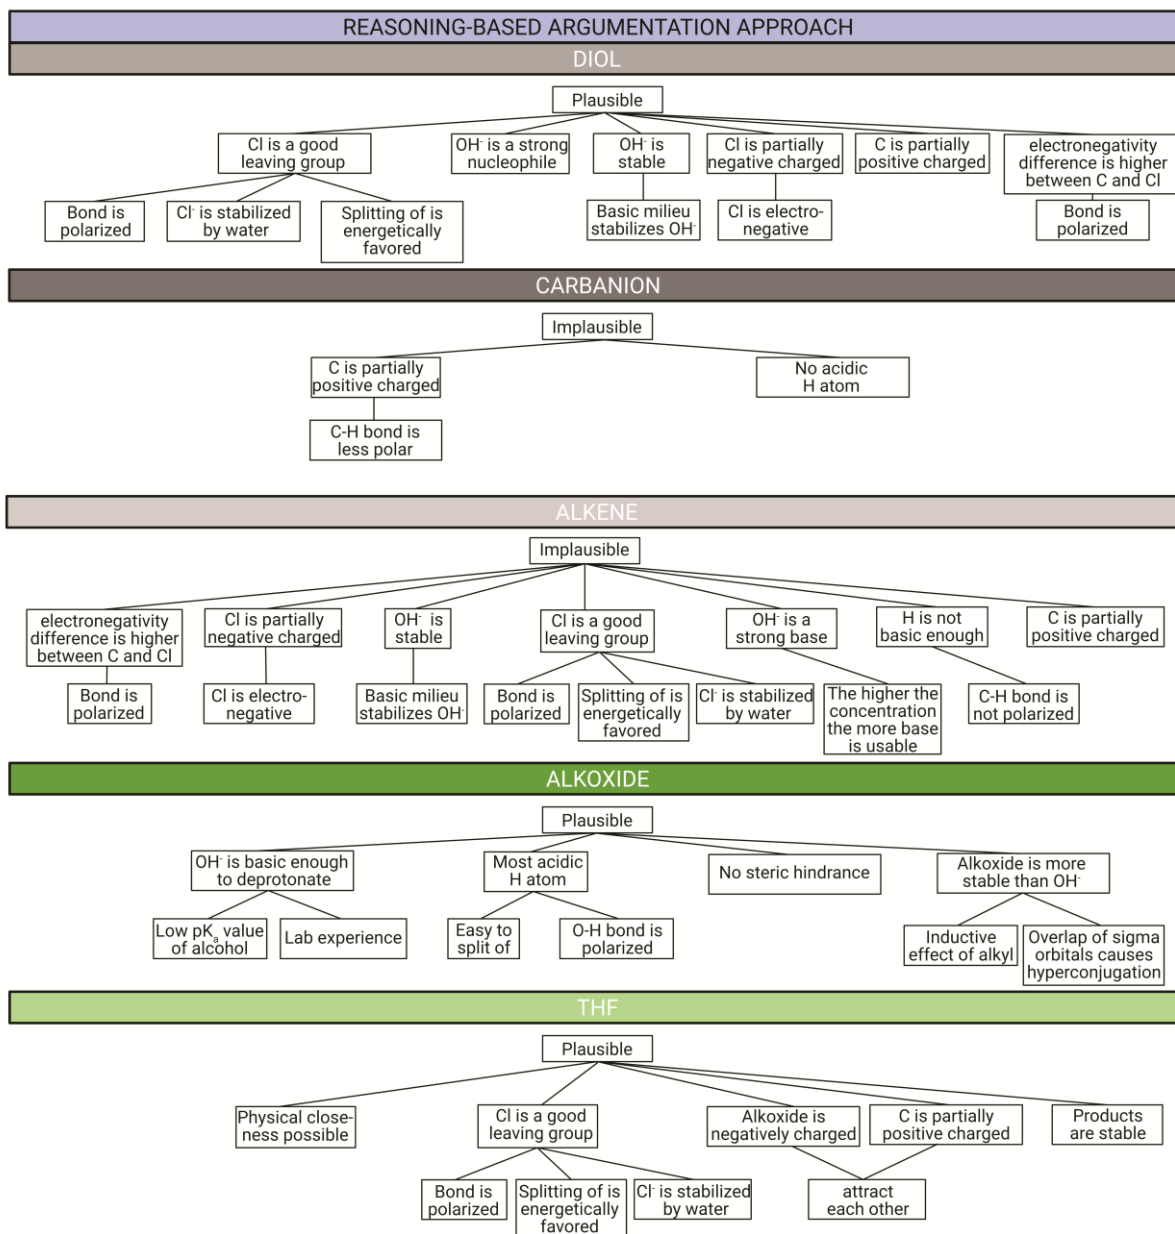 REASONING-BASED ARGUMENTATION APPROACH
DIOL
Plausible
Cl is a good
leaving group
OH⁻ is a strong
nucleophile
OH⁻ is
stable
Cl is partially
negative charged
C is partially
positive charged
electronegativity
difference is higher
between C and Cl
Bond is
polarized
Cl⁻ is stabilized
by water
Splitting of is
energetically
favored
Basic milieu
stabilizes OH⁻
Cl is electro-
negative
Bond is
polarized
CARBANION
Implausible
C is partially
positive charged
No acidic
H atom
C-H bond is
less polar
ALKENE
Implausible
electronegativity
difference is higher
between C and Cl
Cl is partially
negative charged
OH⁻ is
stable
Cl is a good
leaving group
OH⁻ is a
strong base
H is not
basic enough
C is partially
positive charged
Bond is
polarized
Cl is electro-
negative
Basic milieu
stabilizes OH⁻
Bond is
polarized
Splitting of is
energetically
favored
Cl⁻ is stabilized
by water
The higher the
concentration
the more base
is usable
C-H bond is
not polarized
ALKOXIDE
Plausible
OH⁻ is basic enough
to deprotonate
Most acidic
H atom
No steric hindrance
Alkoxide is more
stable than OH⁻
Low pKₐ value
of alcohol
Lab experience
Easy to
split of
O-H bond is
polarized
Inductive
effect of alkyl
Overlap of sigma
orbitals causes
hyperconjugation
THF
Plausible
Physical close-
ness possible
Cl is a good
leaving group
Alkoxide is
negatively charged
C is partially
positive charged
Products
are stable
Bond is
polarized
Splitting of is
energetically
favored
Cl⁻ is stabilized
by water
attract
each other